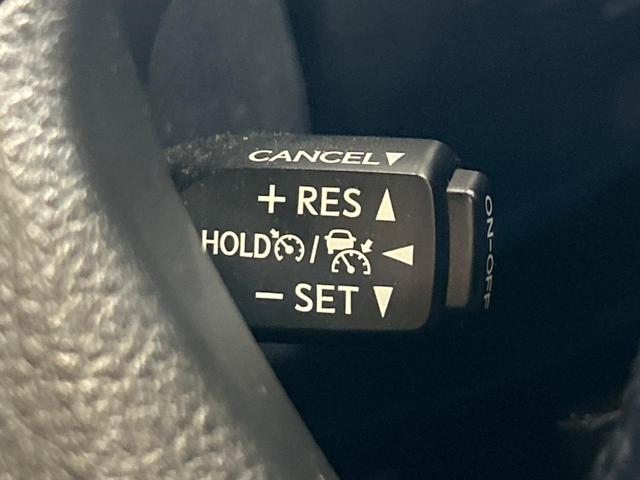 CANCEL▼
+ RES ▲
HOLD / ◀
- SET ▼
ON-OFF